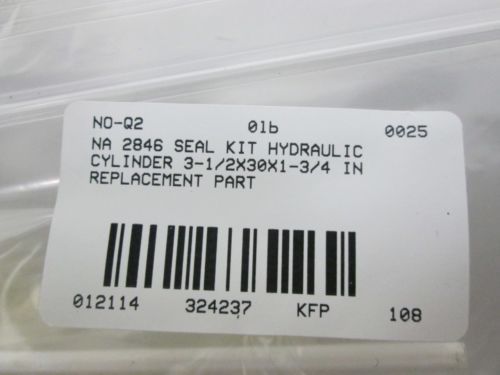 NO-Q2 01b 0025
NA 2846 SEAL KIT HYDRAULIC
CYLINDER 3-1/2X30X1-3/4 IN
REPLACEMENT PART
012114 324237 KFP 108